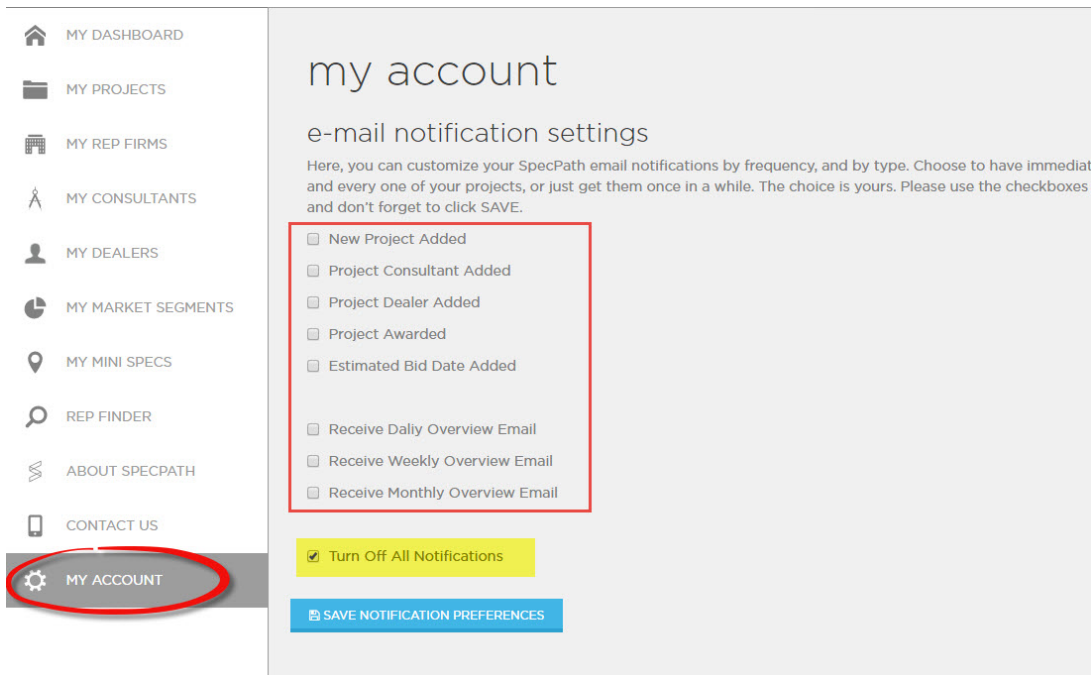 MY DASHBOARD
MY PROJECTS
MY REP FIRMS
MY CONSULTANTS
MY DEALERS
MY MARKET SEGMENTS
MY MINI SPECS
REP FINDER
ABOUT SPECPATH
CONTACT US
MY ACCOUNT
my account
e-mail notification settings
Here, you can customize your SpecPath email notifications by frequency, and by type. Choose to have immediat
and every one of your projects, or just get them once in a while. The choice is yours. Please use the checkboxes
and don't forget to click SAVE.
New Project Added
Project Consultant Added
Project Dealer Added
Project Awarded
Estimated Bid Date Added
Receive Daliy Overview Email
Receive Weekly Overview Email
Receive Monthly Overview Email
Turn Off All Notifications
SAVE NOTIFICATION PREFERENCES